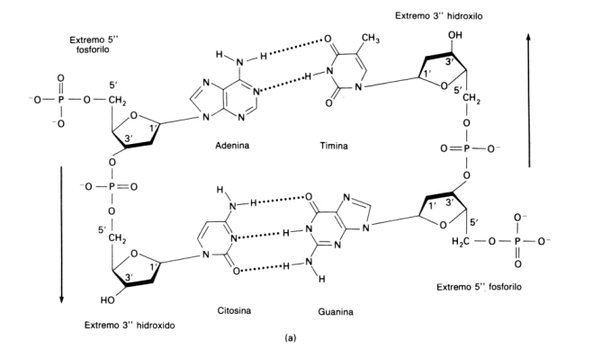 Extremo 3'' hidroxilo
Extremo 5''
fosforilo
OH
CH3
O
N—H
H
5'
3'
1'
O
⁻O—P—O—CH2
O
⁻O
N
N
N
N
N
H—N
O
N
O
1'
3'
5'
CH2
O
3'
1'
Adenina
Timina
O=P—O⁻
O
⁻O—P=O
O
H
N—H
O
N
N
5'
CH2
O
N
H—N
N
N
1'
3'
O
5'
H2C—O—P—O⁻
⁻O
O
O
H—N
H
3'
1'
HO
N
Extremo 5'' fosforilo
Citosina
Guanina
Extremo 3'' hidroxido
(a)